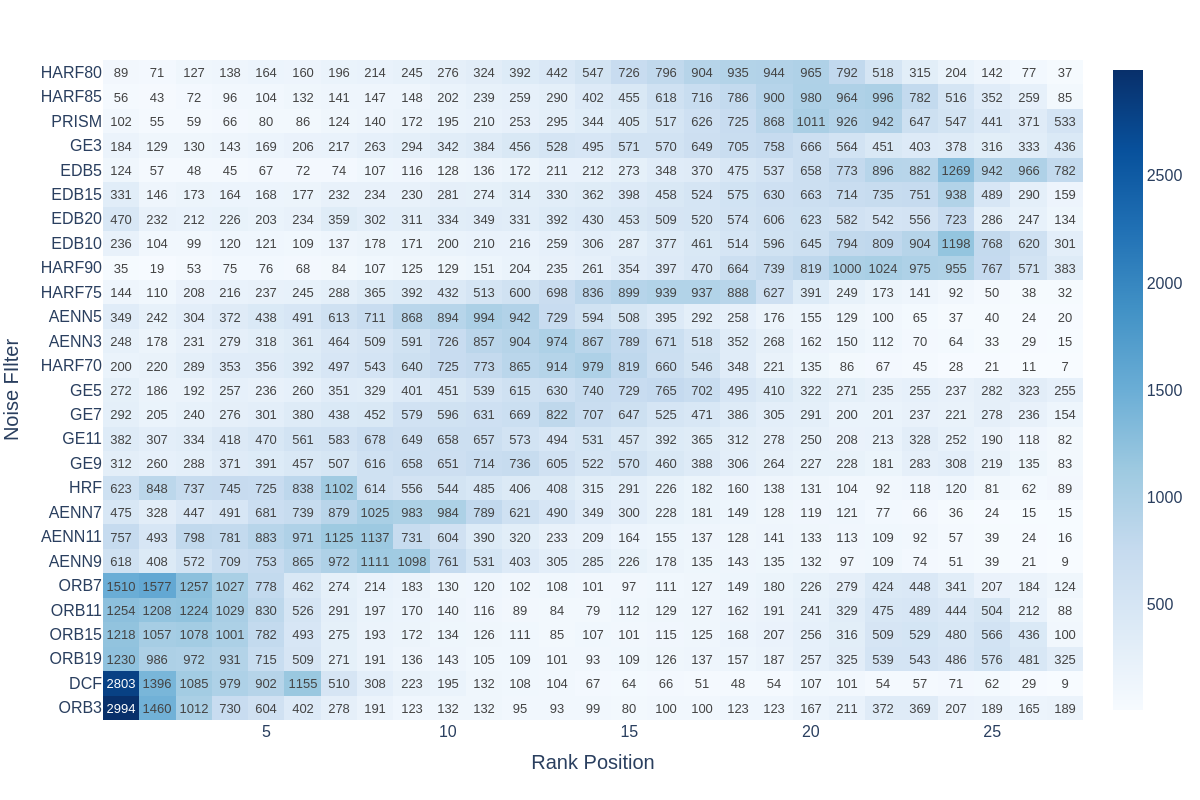 HARF80 89 71 127 138 164 160 196 214 245 276 324 392 442 547 726 796 904 935 944 965 792 518 315 204 142 77 37
HARF85 56 43 72 96 104 132 141 147 148 202 239 259 290 402 455 618 716 786 900 980 964 996 782 516 352 259 85
PRISM 102 55 59 66 80 86 124 140 172 195 210 253 295 344 405 517 626 725 868 1011 926 942 647 547 441 371 533
GE3 184 129 130 143 169 206 217 263 294 342 384 456 528 495 571 570 649 705 758 666 564 451 403 378 316 333 436
EDB5 124 57 48 45 67 72 74 107 116 128 136 172 211 212 273 348 370 475 537 658 773 896 882 1269 942 966 782
EDB15 331 146 173 164 168 177 232 234 230 281 274 314 330 362 398 458 524 575 630 663 714 735 751 938 489 290 159
EDB20 470 232 212 226 203 234 359 302 311 334 349 331 392 430 453 509 520 574 606 623 582 542 556 723 286 247 134
EDB10 236 104 99 120 121 109 137 178 171 200 210 216 259 306 287 377 461 514 596 645 794 809 904 1198 768 620 301
HARF90 35 19 53 75 76 68 84 107 125 129 151 204 235 261 354 397 470 664 739 819 1000 1024 975 955 767 571 383
HARF75 144 110 208 216 237 245 288 365 392 432 513 600 698 836 899 939 937 888 627 391 249 173 141 92 50 38 32
AENN5 349 242 304 372 438 491 613 711 868 894 994 942 729 594 508 395 292 258 176 155 129 100 65 37 40 24 20
AENN3 248 178 231 279 318 361 464 509 591 726 857 904 974 867 789 671 518 352 268 162 150 112 70 64 33 29 15
HARF70 200 220 289 353 356 392 497 543 640 725 773 865 914 979 819 660 546 348 221 135 86 67 45 28 21 11 7
GE5 272 186 192 257 236 260 351 329 401 451 539 615 630 740 729 765 702 495 410 322 271 235 255 237 282 323 255
GE7 292 205 240 276 301 380 438 452 579 596 631 669 822 707 647 525 471 386 305 291 200 201 237 221 278 236 154
GE11 382 307 334 418 470 561 583 678 649 658 657 573 494 531 457 392 365 312 278 250 208 213 328 252 190 118 82
GE9 312 260 288 371 391 457 507 616 658 651 714 736 605 522 570 460 388 306 264 227 228 181 283 308 219 135 83
HRF 623 848 737 745 725 838 1102 614 556 544 485 406 408 315 291 226 182 160 138 131 104 92 118 120 81 62 89
AENN7 475 328 447 491 681 739 879 1025 983 984 789 621 490 349 300 228 181 149 128 119 121 77 66 36 24 15 15
AENN11 757 493 798 781 883 971 1125 1137 731 604 390 320 233 209 164 155 137 128 141 133 113 109 92 57 39 24 16
AENN9 618 408 572 709 753 865 972 1111 1098 761 531 403 305 285 226 178 135 143 135 132 97 109 74 51 39 21 9
ORB7 1510 1577 1257 1027 778 462 274 214 183 130 120 102 108 101 97 111 127 149 180 226 279 424 448 341 207 184 124
ORB11 1254 1208 1224 1029 830 526 291 197 170 140 116 89 84 79 112 129 127 162 191 241 329 475 489 444 504 212 88
ORB15 1218 1057 1078 1001 782 493 275 193 172 134 126 111 85 107 101 115 125 168 207 256 316 509 529 480 566 436 100
ORB19 1230 986 972 931 715 509 271 191 136 143 105 109 101 93 109 126 137 157 187 257 325 539 543 486 576 481 325
DCF 2803 1396 1085 979 902 1155 510 308 223 195 132 108 104 67 64 66 51 48 54 107 101 54 57 71 62 29 9
ORB3 2994 1460 1012 730 604 402 278 191 123 132 132 95 93 99 80 100 100 123 123 167 211 372 369 207 189 165 189
5 10 15 20 25
Rank Position
Noise FIlter
2500
2000
1500
1000
500